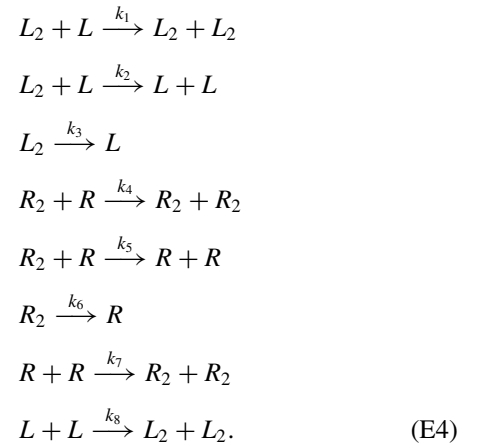 L₂ + L —k₁→ L₂ + L₂
L₂ + L —k₂→ L + L
L₂ —k₃→ L
R₂ + R —k₄→ R₂ + R₂
R₂ + R —k₅→ R + R
R₂ —k₆→ R
R + R —k₇→ R₂ + R₂
L + L —k₈→ L₂ + L₂. (E4)